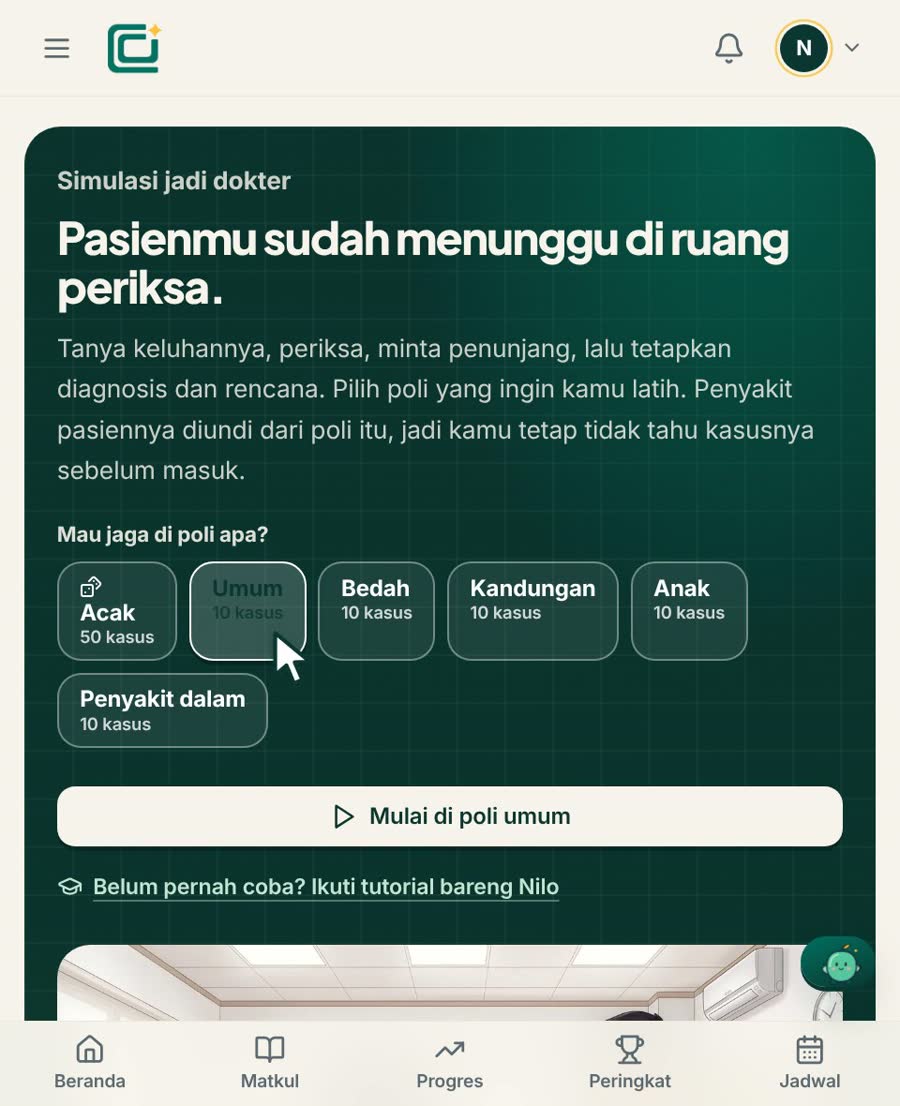 N
Simulasi jadi dokter
Pasienmu sudah menunggu di ruang
periksa.
Tanya keluhannya, periksa, minta penunjang, lalu tetapkan
diagnosis dan rencana. Pilih poli yang ingin kamu latih. Penyakit
pasiennya diundi dari poli itu, jadi kamu tetap tidak tahu kasusnya
sebelum masuk.
Mau jaga di poli apa?
Acak
50 kasus
Umum
10 kasus
Bedah
10 kasus
Kandungan
10 kasus
Anak
10 kasus
Penyakit dalam
10 kasus
Mulai di poli umum
Belum pernah coba? Ikuti tutorial bareng Nilo
Beranda
Matkul
Progres
Peringkat
Jadwal